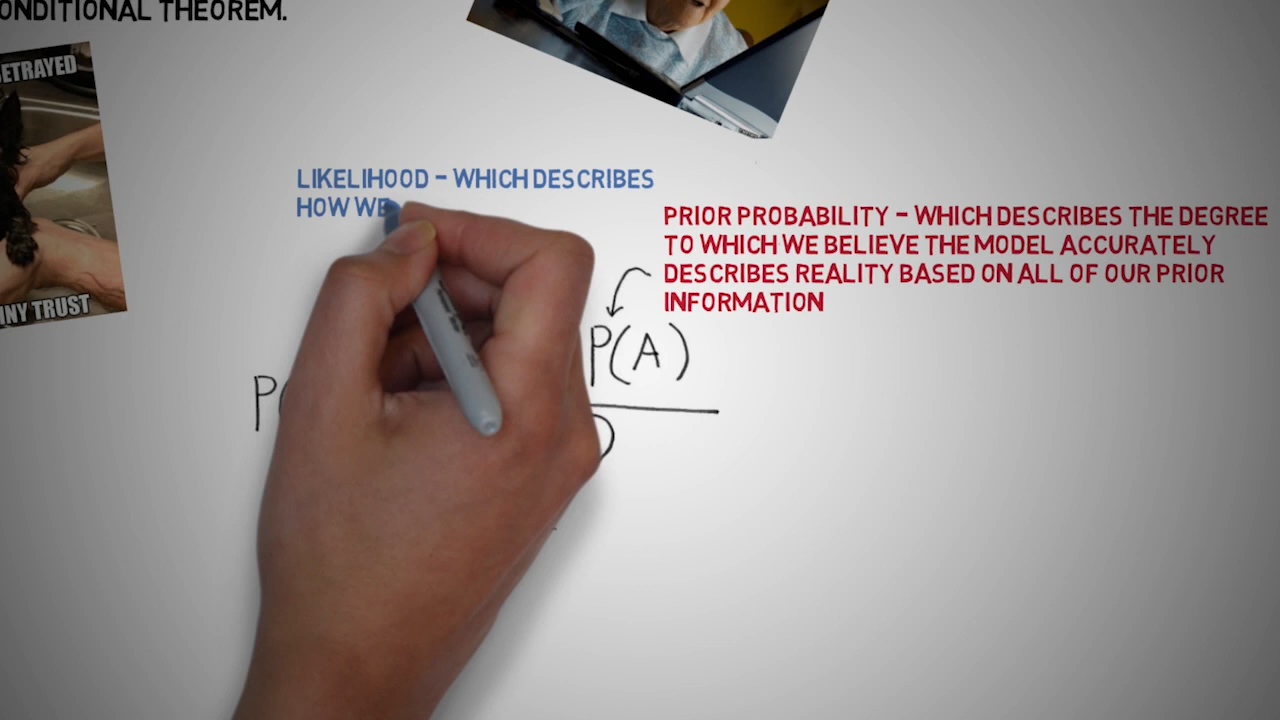 ONDITIONAL THEOREM.
ETRAYED
NY TRUST
LIKELIHOOD – WHICH DESCRIBES
HOW WE
PRIOR PROBABILITY – WHICH DESCRIBES THE DEGREE
TO WHICH WE BELIEVE THE MODEL ACCURATELY
DESCRIBES REALITY BASED ON ALL OF OUR PRIOR
INFORMATION
P(A)
P(
)